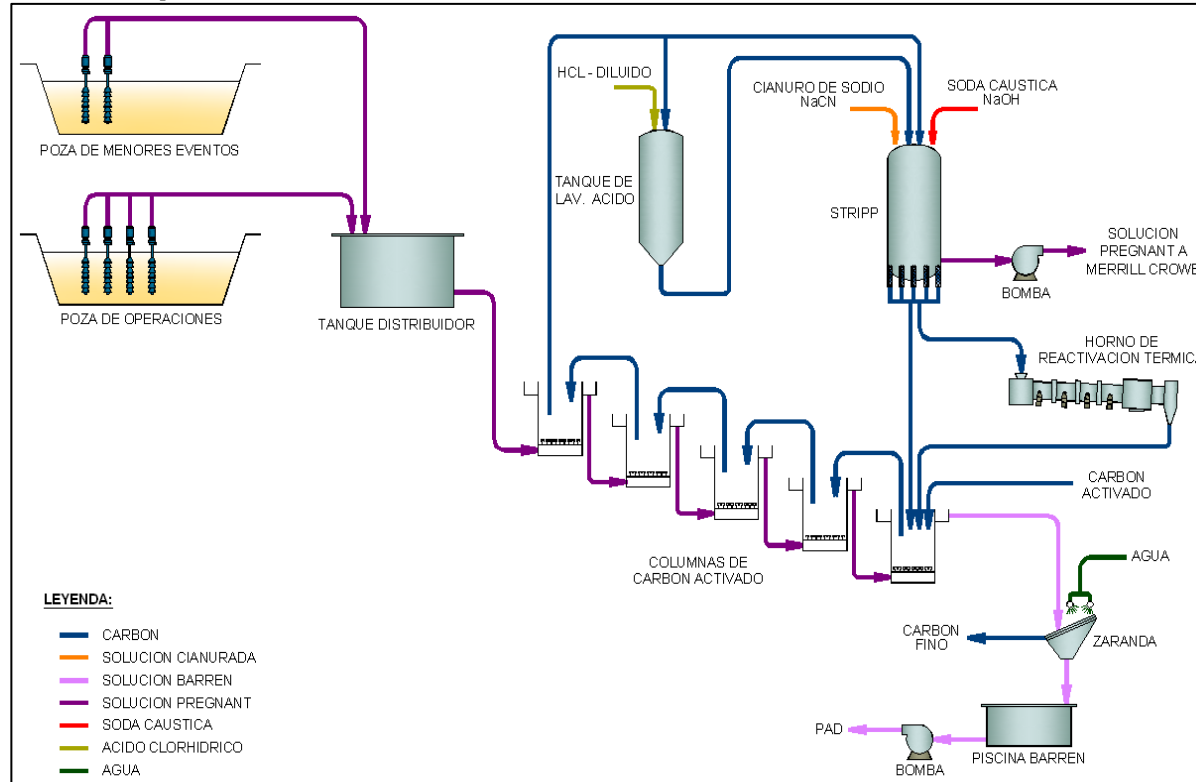 HCL - DILUIDO
CIANURO DE SODIO
NaCN
SODA CAUSTICA
NaOH
POZA DE MENORES EVENTOS
TANQUE DE
LAV. ACIDO
STRIPP
SOLUCION
PREGNANT A
MERRILL CROWE
BOMBA
POZA DE OPERACIONES
TANQUE DISTRIBUIDOR
HORNO DE
REACTIVACION TERMICA
CARBON
ACTIVADO
COLUMNAS DE
CARBON ACTIVADO
AGUA
CARBON
FINO
ZARANDA
PAD
BOMBA
PISCINA BARREN
LEYENDA:
CARBON
SOLUCION CIANURADA
SOLUCION BARREN
SOLUCION PREGNANT
SODA CAUSTICA
ACIDO CLORHIDRICO
AGUA